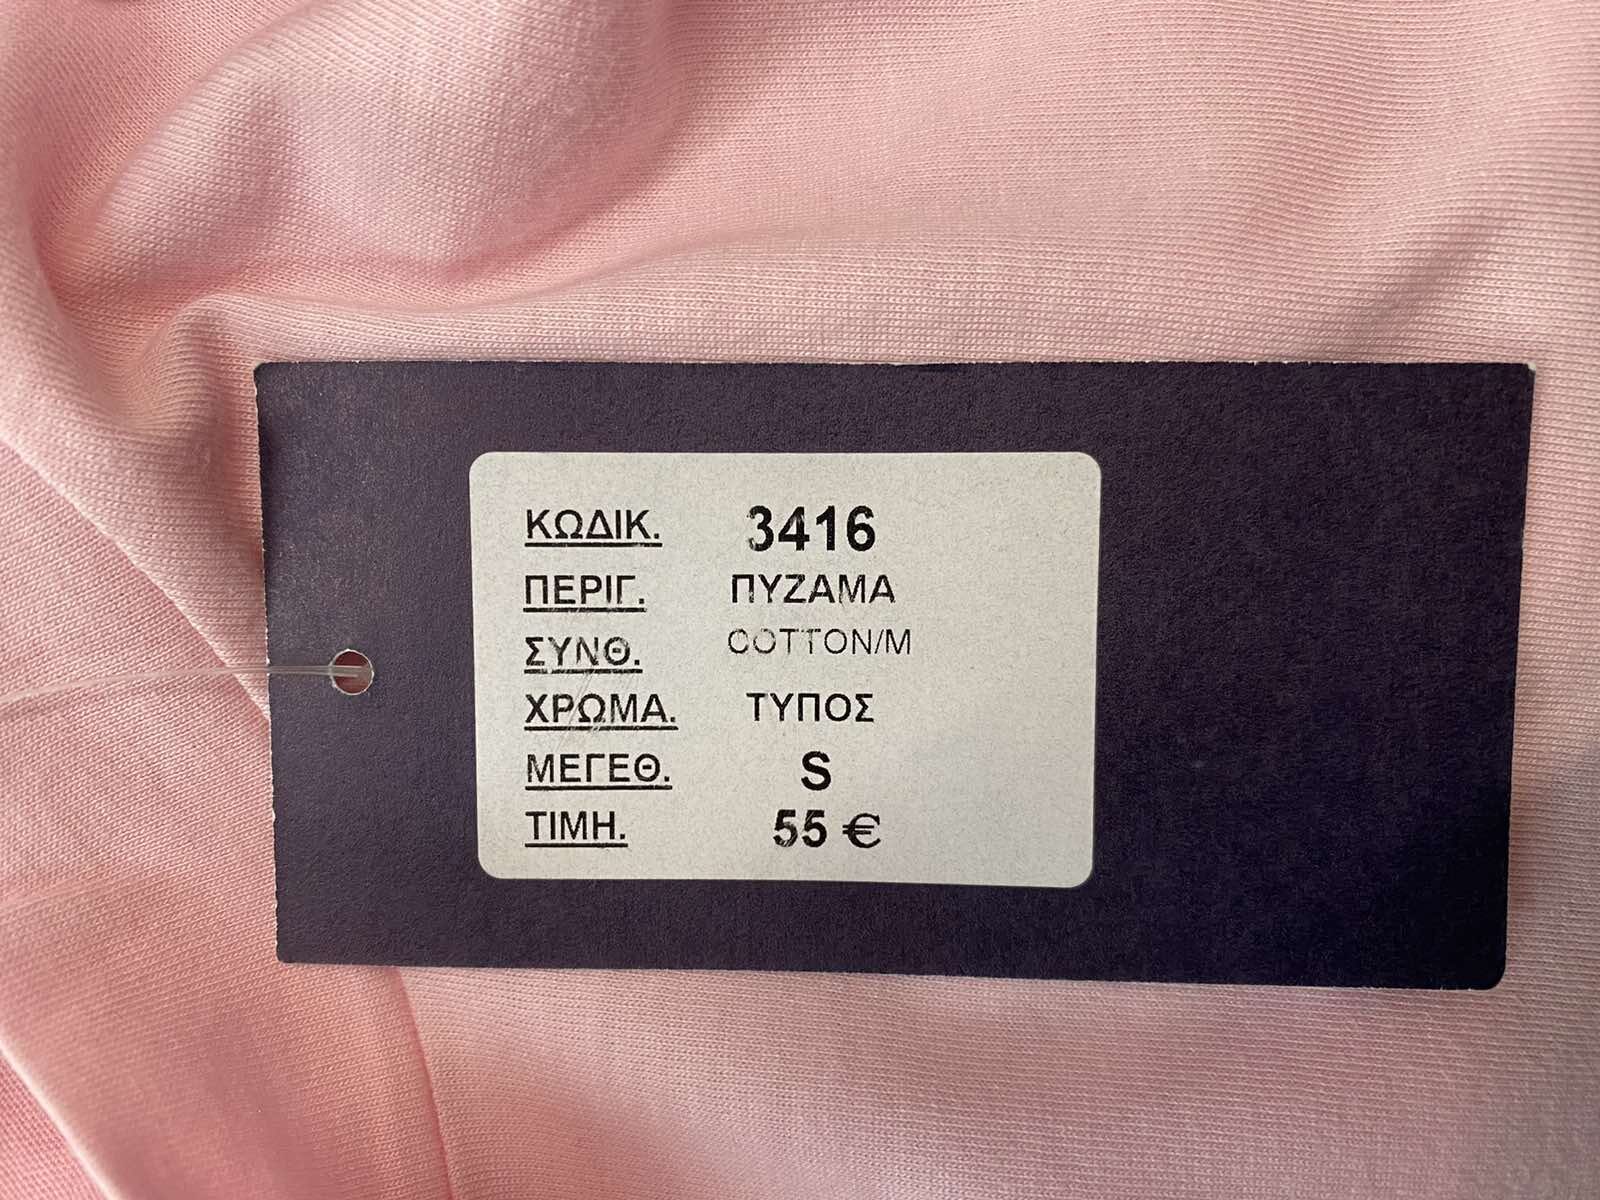 ΚΩΔΙΚ. 3416
ΠΕΡΙΓ. ΠΥΖΑΜΑ
ΣΥΝΘ. COTTON/M
ΧΡΩΜΑ. ΤΥΠΟΣ
ΜΕΓΕΘ. S
ΤΙΜΗ. 55 €